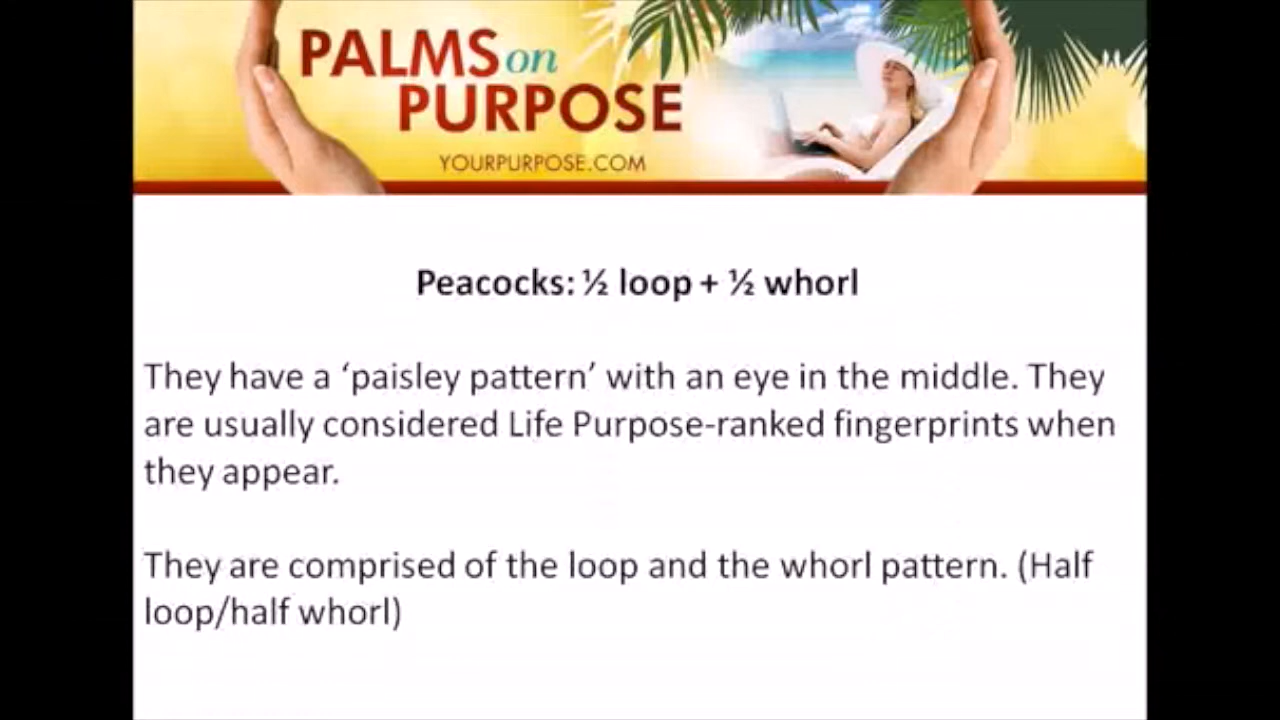 PALMS on
PURPOSE
YOURPURPOSE.COM
Peacocks: ½ loop + ½ whorl
They have a ‘paisley pattern’ with an eye in the middle. They
are usually considered Life Purpose-ranked fingerprints when
they appear.
They are comprised of the loop and the whorl pattern. (Half
loop/half whorl)